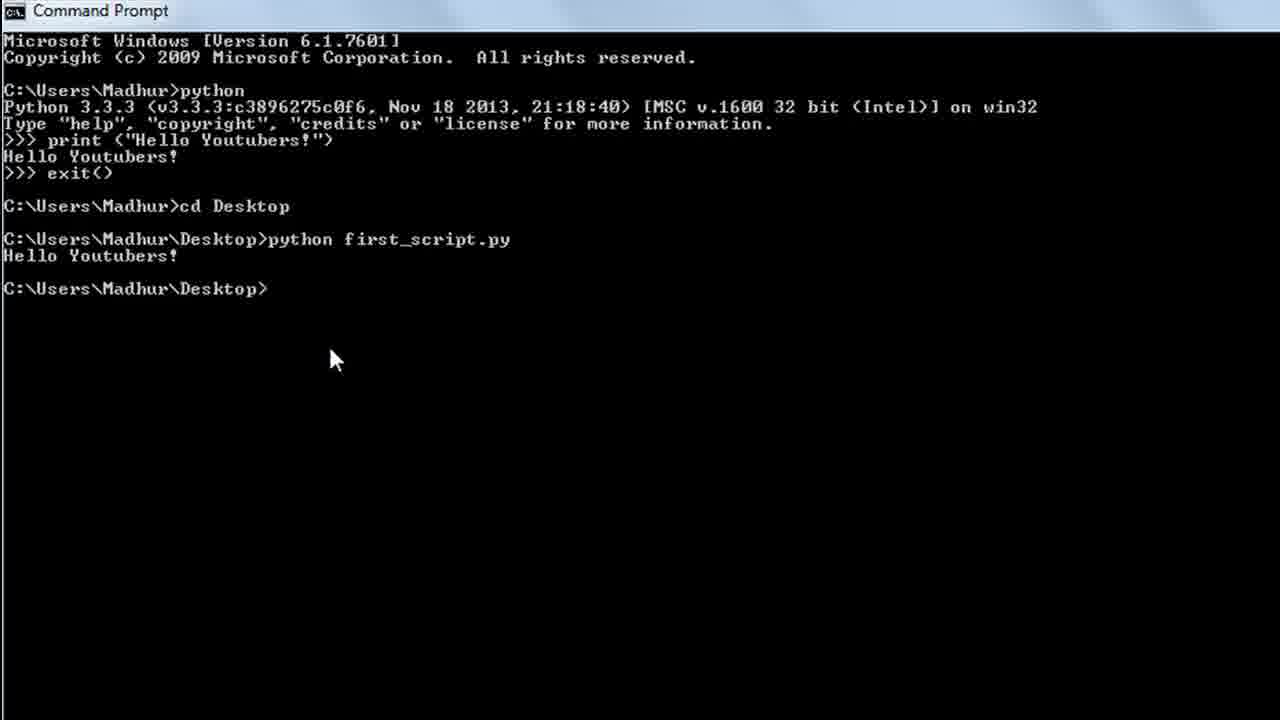 Command Prompt
Microsoft Windows [Version 6.1.7601]
Copyright (c) 2009 Microsoft Corporation.  All rights reserved.
C:\Users\Madhur>python
Python 3.3.3 (v3.3.3:c3896275c0f6, Nov 18 2013, 21:18:40) [MSC v.1600 32 bit (Intel)] on win32
Type "help", "copyright", "credits" or "license" for more information.
>>> print ("Hello Youtubers!")
Hello Youtubers!
>>> exit()
C:\Users\Madhur>cd Desktop
C:\Users\Madhur\Desktop>python first_script.py
Hello Youtubers!
C:\Users\Madhur\Desktop>